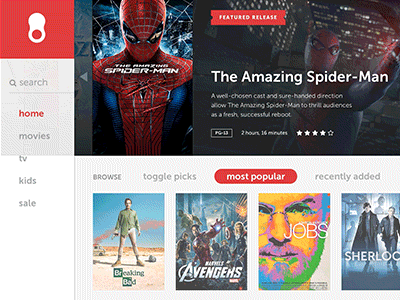 FEATURED RELEASE
THE AMAZING
SPIDER-MAN
The Amazing Spider-Man
A well-chosen cast and sure-handed direction
allow The Amazing Spider-Man to thrill audiences
as a fresh, successful reboot
PG-13
2 hours, 16 minutes
search
home
movies
tv
kids
sale
BROWSE
toggle picks
most popular
recently added
Breaking
Bad
MARVEL'S
AVENGERS
JOBS
SHERLOC